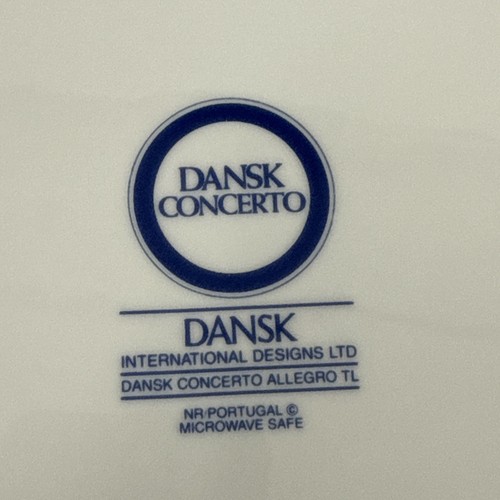 DANSK
CONCERTO
DANSK
INTERNATIONAL DESIGNS LTD
DANSK CONCERTO ALLEGRO TL
NR/PORTUGAL ©
MICROWAVE SAFE